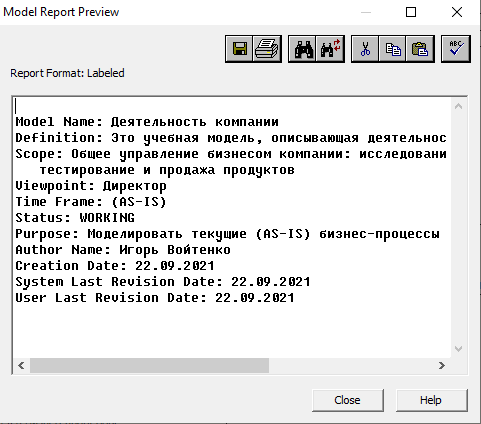 Model Report Preview
ABC
Report Format: Labeled
Model Name: Деятельность компании
Definition: Это учебная модель, описывающая деятельнос
Scope: Общее управление бизнесом компании: исследовани
тестирование и продажа продуктов
Viewpoint: Директор
Time Frame: (AS-IS)
Status: WORKING
Purpose: Моделировать текущие (AS-IS) бизнес-процессы
Author Name: Игорь Войтенко
Creation Date: 22.09.2021
System Last Revision Date: 22.09.2021
User Last Revision Date: 22.09.2021
Close Help